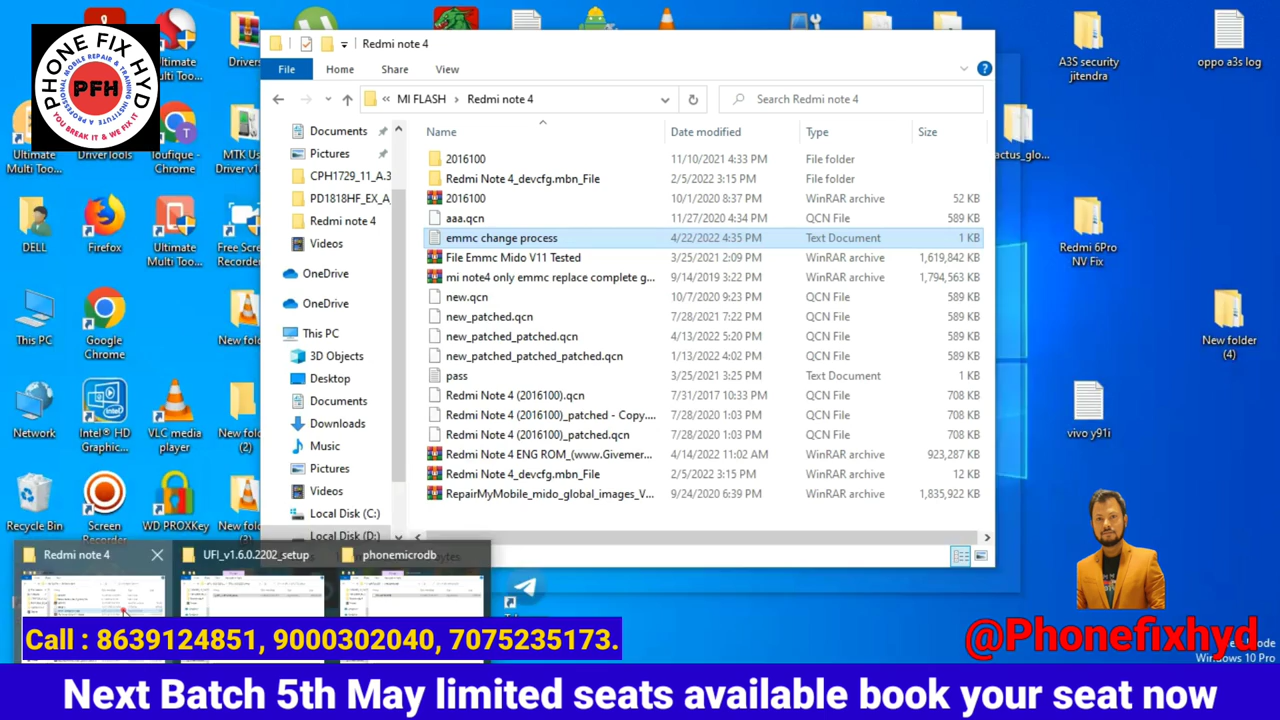 PHONE FIX HYD
A PROFESSIONAL MOBILE REPAIR & TRAINING INSTITUTE
PFH
YOU BREAK IT & WE FIX IT
Ultimate
Multi Too...
DriverTools
Drivers
Toufique -
Chrome
MTK Us
Driver v1
DELL
Firefox
Ultimate
Multi Too...
Free Scre
Recorder
This PC
Google
Chrome
New fold
Network
Intel® HD
Graphic...
VLC media
player
New fol
(2)
Recycle Bin
Screen
Recorder
WD PROXKey
New fol
(3)
Redmi note 4
File
Home
Share
View
« MI FLASH > Redmi note 4
Search Redmi note 4
Documents
Pictures
CPH1729_11_A.3
PD1818HF_EX_A
Redmi note 4
Videos
OneDrive
OneDrive
This PC
3D Objects
Desktop
Documents
Downloads
Music
Pictures
Videos
Local Disk (C:)
Local Disk (D:)
Name Date modified Type Size
2016100 11/10/2021 4:33 PM File folder
Redmi Note 4_devcfg.mbn_File 2/5/2022 3:15 PM File folder
2016100 10/1/2020 8:37 PM WinRAR archive 52 KB
aaa.qcn 11/27/2020 4:34 PM QCN File 589 KB
emmc change process 4/22/2022 4:35 PM Text Document 1 KB
File Emmc Mido V11 Tested 3/25/2021 2:09 PM WinRAR archive 1,619,842 KB
mi note4 only emmc replace complete g... 9/14/2019 3:22 PM WinRAR archive 1,794,563 KB
new.qcn 10/7/2020 9:23 PM QCN File 589 KB
new_patched.qcn 7/28/2021 7:22 PM QCN File 589 KB
new_patched_patched.qcn 4/13/2022 5:20 PM QCN File 589 KB
new_patched_patched_patched.qcn 1/13/2022 4:02 PM QCN File 589 KB
pass 3/25/2021 3:25 PM Text Document 1 KB
Redmi Note 4 (2016100).qcn 7/31/2017 10:33 PM QCN File 708 KB
Redmi Note 4 (2016100)_patched - Copy.... 7/28/2020 1:03 PM QCN File 708 KB
Redmi Note 4 (2016100)_patched.qcn 7/28/2020 1:03 PM QCN File 708 KB
Redmi Note 4 ENG ROM_(www.Givemer... 4/14/2022 11:02 AM WinRAR archive 923,287 KB
Redmi Note 4_devcfg.mbn_File 2/5/2022 3:15 PM WinRAR archive 12 KB
RepairMyMobile_mido_global_images_V... 9/24/2020 6:39 PM WinRAR archive 1,835,922 KB
A3S security
jitendra
oppo a3s log
actus_glo...
Redmi 6Pro
NV Fix
New folder
(4)
vivo y91i
Redmi note 4
UFI_v1.6.0.2202_setup
phonemicrodb
Call : 8639124851, 9000302040, 7075235173.
@Phonefixhyd
Windows 10 Pro
Next Batch 5th May limited seats available book your seat now